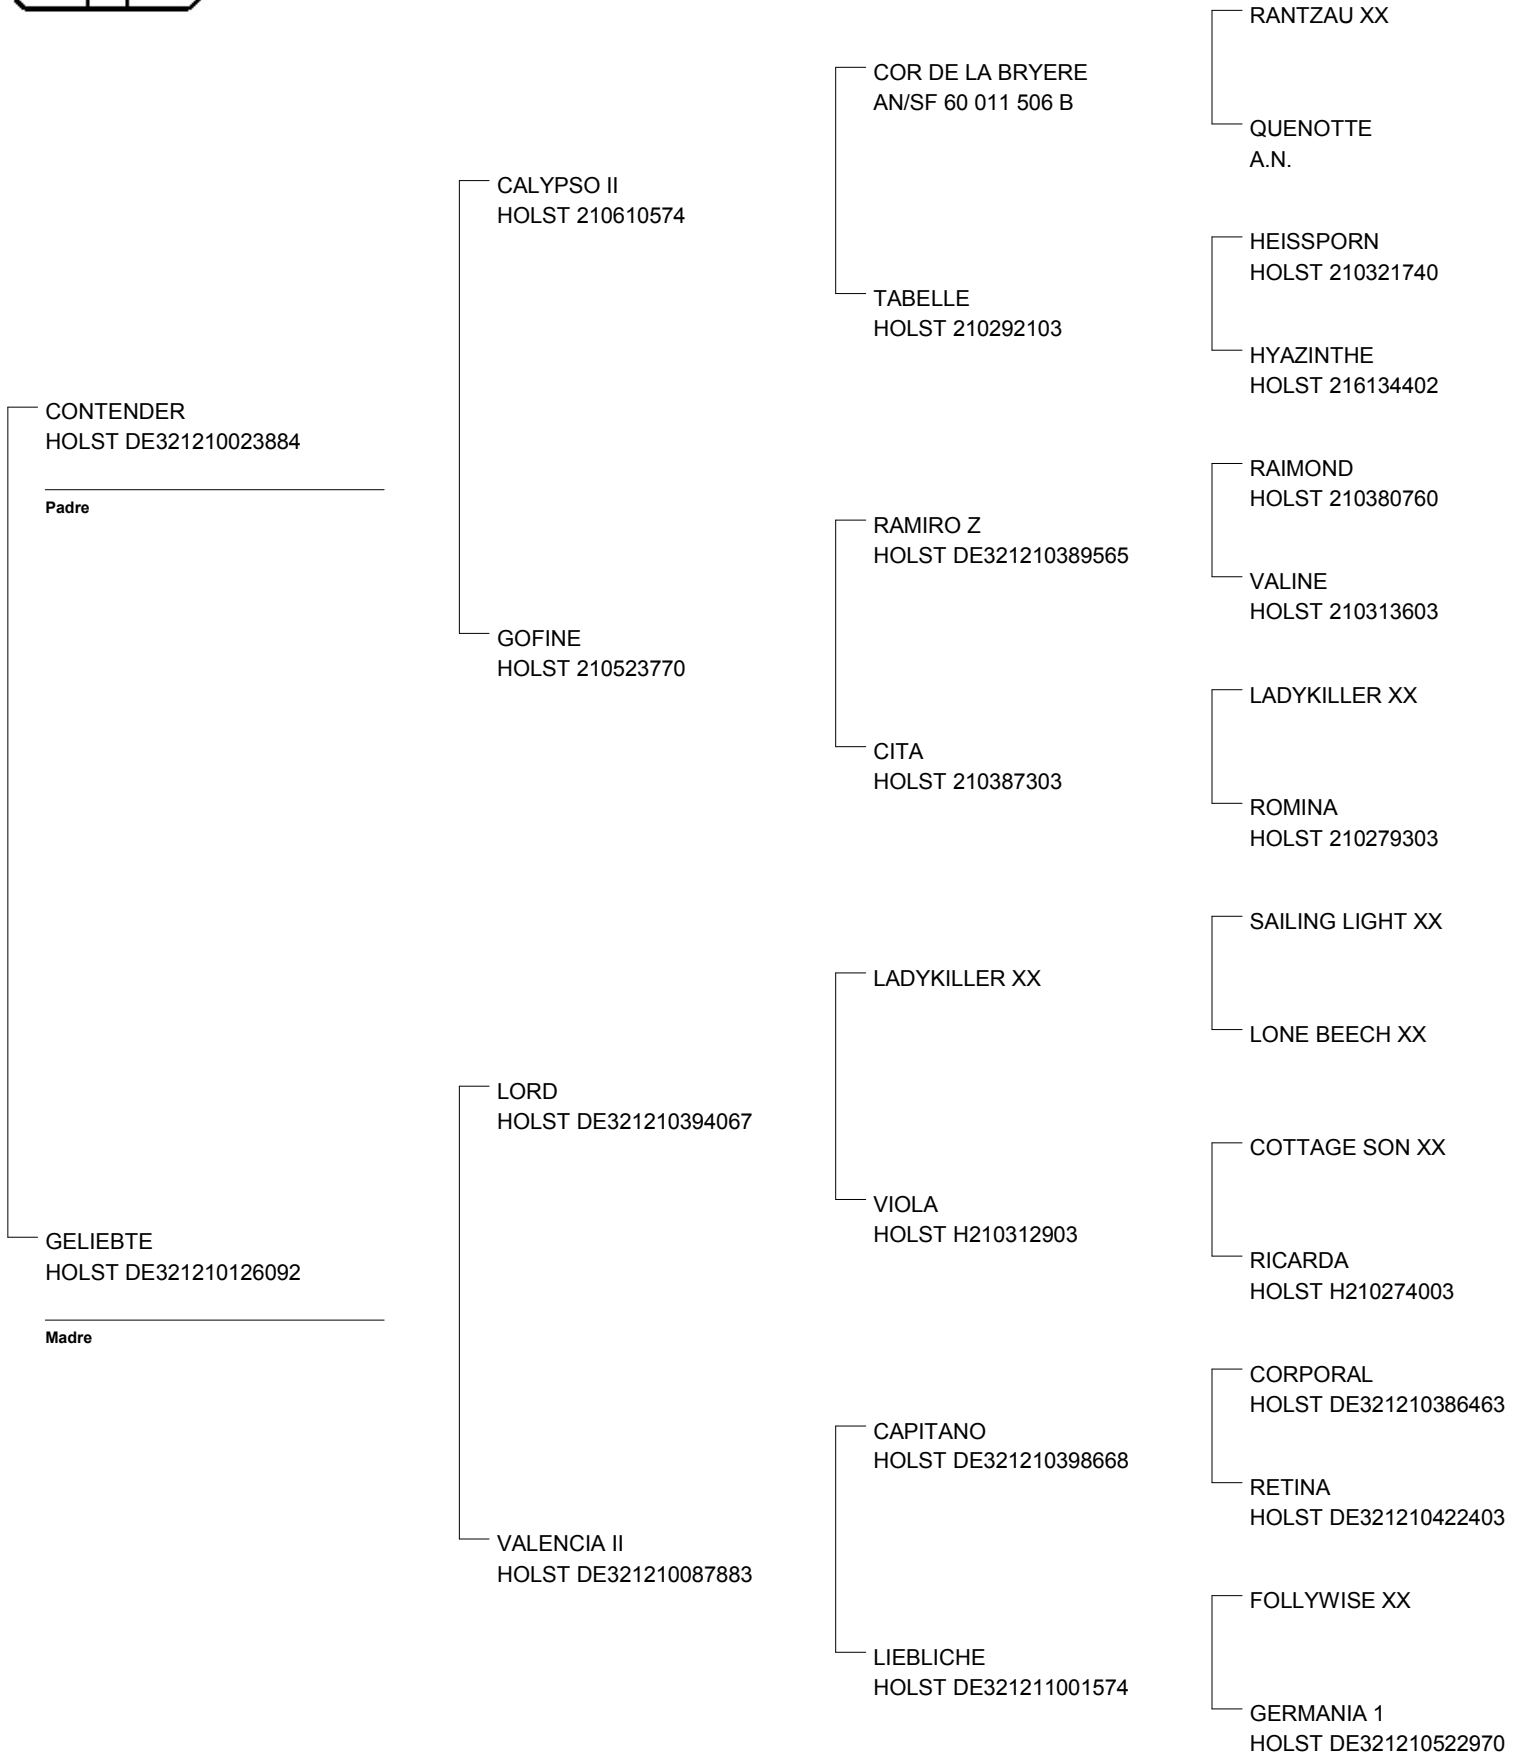 RANTZAU XX
COR DE LA BRYERE
AN/SF 60 011 506 B
QUENOTTE
A.N.
CALYPSO II
HOLST 210610574
HEISSPORN
HOLST 210321740
TABELLE
HOLST 210292103
HYAZINTHE
HOLST 216134402
CONTENDER
HOLST DE321210023884
Padre
RAIMOND
HOLST 210380760
RAMIRO Z
HOLST DE321210389565
VALINE
HOLST 210313603
GOFINE
HOLST 210523770
LADYKILLER XX
CITA
HOLST 210387303
ROMINA
HOLST 210279303
SAILING LIGHT XX
LADYKILLER XX
LONE BEECH XX
LORD
HOLST DE321210394067
COTTAGE SON XX
VIOLA
HOLST H210312903
RICARDA
HOLST H210274003
GELIEBTE
HOLST DE321210126092
Madre
CORPORAL
HOLST DE321210386463
CAPITANO
HOLST DE321210398668
RETINA
HOLST DE321210422403
VALENCIA II
HOLST DE321210087883
FOLLYWISE XX
LIEBLICHE
HOLST DE321211001574
GERMANIA 1
HOLST DE321210522970